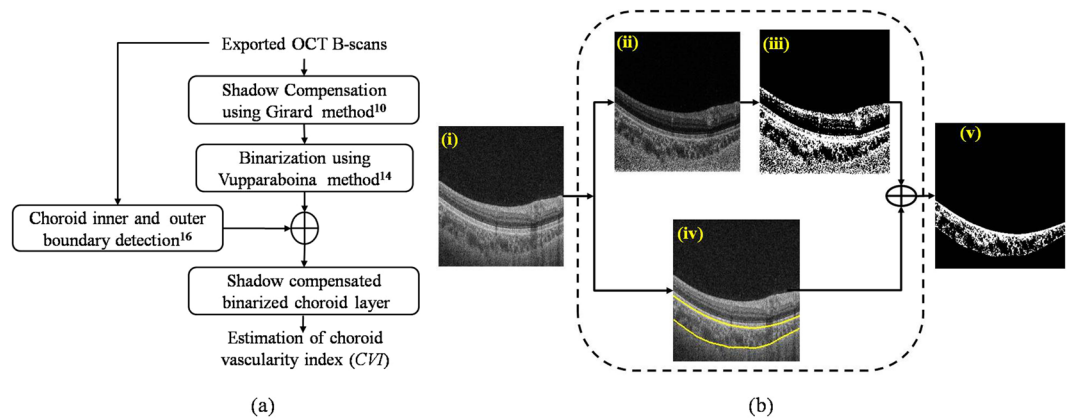 Exported OCT B-scans
Shadow Compensation
using Girard method10
Binarization using
Vupparaboina
method14
Choroid inner and outer
boundary detection16
Shadow compensated
binarized choroid layer
Estimation of choroid
vascularity index (CVI)
(a)
(i)
(ii)
(iii)
(iv)
(v)
(b)